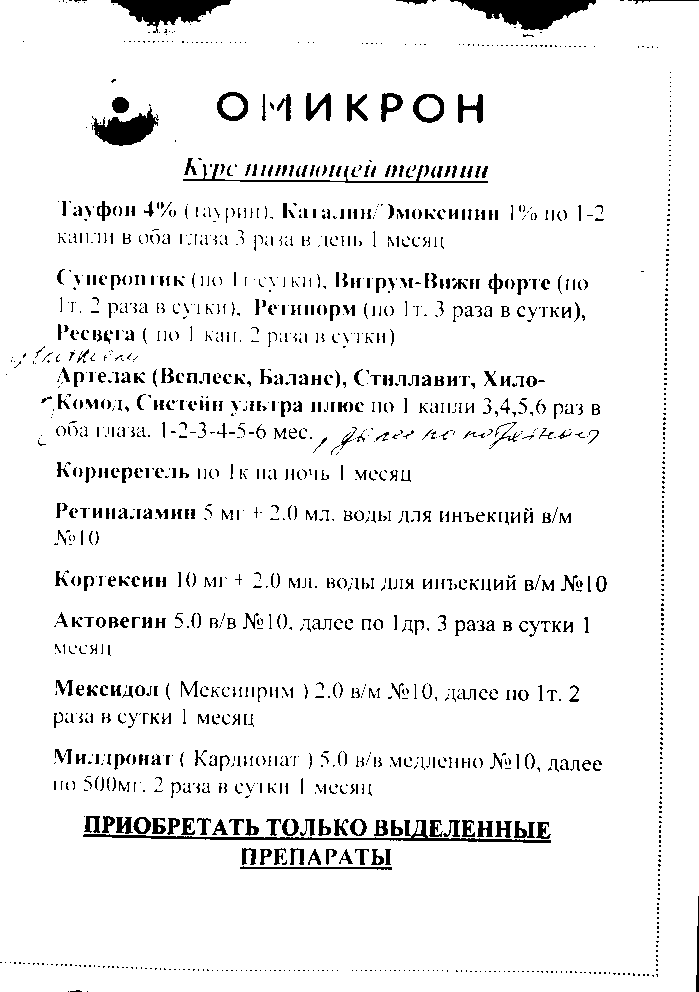 ОМИКРОН
Курс питающей терапии
Тауфон 4% (таурин), Каталин/Эмоксипин 1% по 1-2
капли в оба глаза 3 раза в день 1 месяц
Супероптик (по 1т сутки), Витрум-Вижн форте (по
1т. 2 раза в сутки), Ретинорм (по 1т. 3 раза в сутки),
Ресвега ( по 1 кап. 2 раза в сутки)
Артелак (Всплеск, Баланс), Стиллавит, Хило-
Комод, Систейн ультра плюс по 1 капли 3,4,5,6 раз в
оба глаза. 1-2-3-4-5-6 мес. , далее по
Корнерегель по 1к на ночь 1 месяц
Ретиналамин 5 мг + 2.0 мл. воды для инъекций в/м
№10
Кортексин 10 мг + 2.0 мл. воды для инъекций в/м №10
Актовегин 5.0 в/в №10, далее по 1др. 3 раза в сутки 1
месяц
Мексидол ( Мексиприм ) 2.0 в/м №10, далее по 1т. 2
раза в сутки 1 месяц
Милдронат ( Кардионат ) 5.0 в/в медленно №10, далее
по 500мг. 2 раза в сутки 1 месяц
ПРИОБРЕТАТЬ ТОЛЬКО ВЫДЕЛЕННЫЕ
ПРЕПАРАТЫ